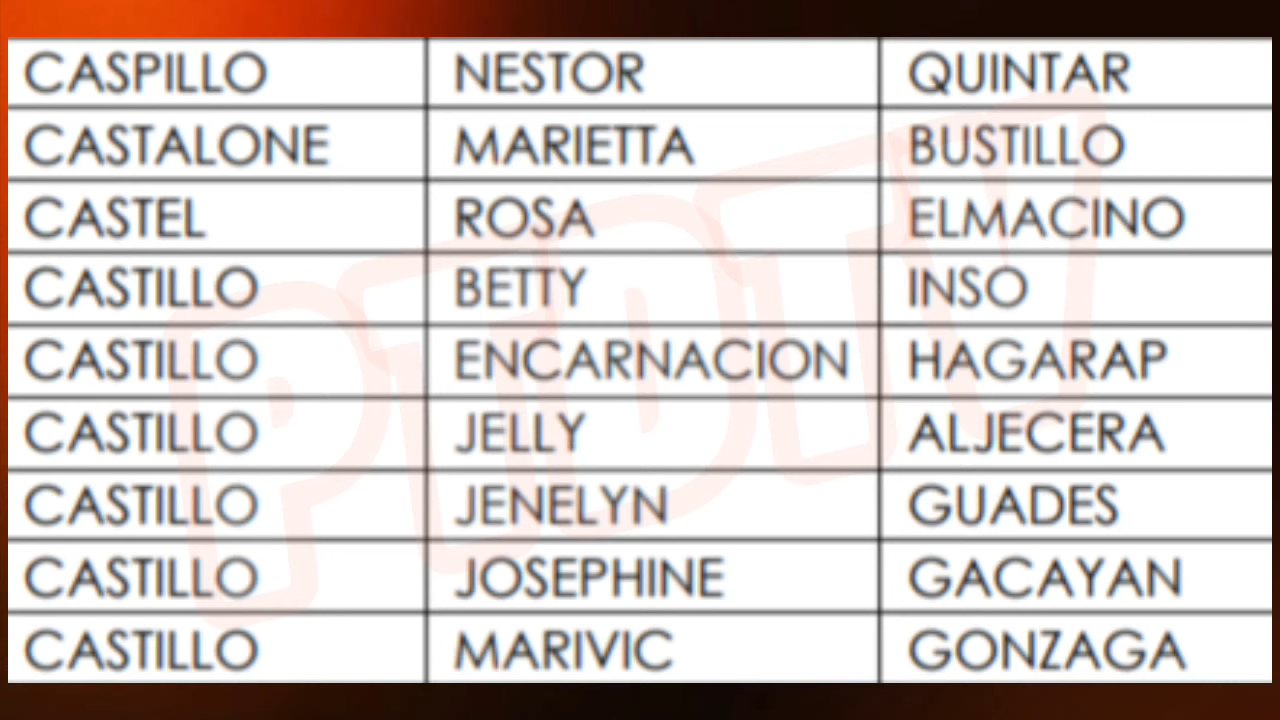 CASPILLO NESTOR QUINTAR
CASTALONE MARIETTA BUSTILLO
CASTEL ROSA ELMACINO
CASTILLO BETTY INSO
CASTILLO ENCARNACION HAGARAP
CASTILLO JELLY ALJECERA
CASTILLO JENELYN GUADES
CASTILLO JOSEPHINE GACAYAN
CASTILLO MARIVIC GONZAGA